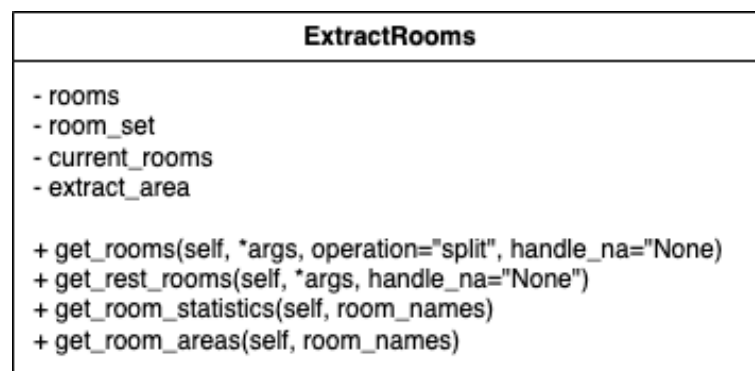 ExtractRooms
- rooms
- room_set
- current_rooms
- extract_area
+ get_rooms(self, *args, operation="split", handle_na="None)
+ get_rest_rooms(self, *args, handle_na="None")
+ get_room_statistics(self, room_names)
+ get_room_areas(self, room_names)